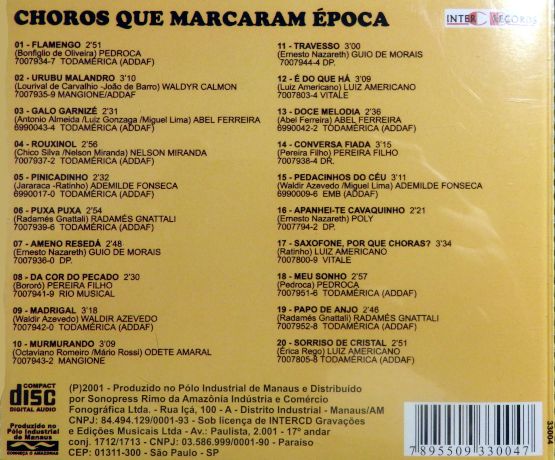 CHOROS QUE MARCARAM ÉPOCA
INTER C RECORDS
01 - FLAMENGO 2'51
(Bonfiglio de Oliveira) PEDROCA
7007934-7 TODAMÉRICA (ADDAF)
02 - URUBU MALANDRO 3'10
(Lourival de Carvalho -João de Barro) WALDYR CALMON
7007935-9 MANGIONE/ADDAF
03 - GALO GARNIZÉ 2'31
(Antonio Almeida /Luiz Gonzaga /Miguel Lima) ABEL FERREIRA
6990043-4 TODAMÉRICA (ADDAF)
04 - ROUXINOL 2'56
(Chico Silva /Nelson Miranda) NELSON MIRANDA
7007937-2 TODAMÉRICA (ADDAF)
05 - PINICADINHO 2'32
(Jararaca -Ratinho) ADEMILDE FONSECA
6990017-0 TODAMÉRICA (ADDAF)
06 - PUXA PUXA 2'54
(Radamés Gnattali) RADAMÉS GNATTALI
7007939-6 TODAMÉRICA (ADDAF)
07 - AMENO RESEDÁ 2'48
(Ernesto Nazareth) GUIO DE MORAIS
7007936-0 DP.
08 - DA COR DO PECADO 2'30
(Bororó) PEREIRA FILHO
7007941-9 RIO MUSICAL
09 - MADRIGAL 3'18
(Waldir Azevedo) WALDIR AZEVEDO
7007942-0 TODAMÉRICA (ADDAF)
10 - MURMURANDO 3'09
(Octaviano Romeiro /Mário Rossi) ODETE AMARAL
7007943-2 MANGIONE
11 - TRAVESSO 3'00
(Ernesto Nazareth) GUIO DE MORAIS
7007944-4 DP.
12 - É DO QUE HÁ 3'09
(Luiz Americano) LUIZ AMERICANO
7007803-4 VITALE
13 - DOCE MELODIA 2'36
(Abel Ferreira) ABEL FERREIRA
6990042-2 TODAMÉRICA (ADDAF)
14 - CONVERSA FIADA 3'15
(Pereira Filho) PEREIRA FILHO
7007938-4 DR.
15 - PEDACINHOS DO CÉU 3'11
(Waldir Azevedo /Miguel Lima) ADEMILDE FONSECA
6990009-6 EMB (ADDAF)
16 - APANHEI-TE CAVAQUINHO 2'21
(Ernesto Nazareth) POLY
7007794-2 DP.
17 - SAXOFONE, POR QUE CHORAS? 3'34
(Ratinho) LUIZ AMERICANO
7007800-9 VITALE
18 - MEU SONHO 2'57
(Pedroca) PEDROCA
7007951-6 TODAMÉRICA (ADDAF)
19 - PAPO DE ANJO 2'46
(Radamés Gnattali) RADAMÉS GNATTALI
7007952-8 TODAMÉRICA (ADDAF)
20 - SORRISO DE CRISTAL 2'51
(Érica Rego) LUIZ AMERICANO
7007805-8 TODAMÉRICA (ADDAF)
COMPACT
disc
DIGITAL AUDIO
Produzido no
Pólo Industrial
de Manaus
CONHEÇA O AMAZONAS
(P)2001 - Produzido no Pólo Industrial de Manaus e Distribuído
por Sonopress Rimo da Amazônia Indústria e Comércio
Fonográfica Ltda. - Rua Içá, 100 - A - Distrito Industrial - Manaus/AM
CNPJ: 84.494.129/0001-93 - Sob licença de INTERCD Gravações
e Edições Musicais Ltda - Av.: Paulista, 2.001 - 17º andar
conj. 1712/1713 - CNPJ: 03.586.999/0001-90 - Paraiso
CEP: 01311-300 - São Paulo - SP
33004
7895509330047